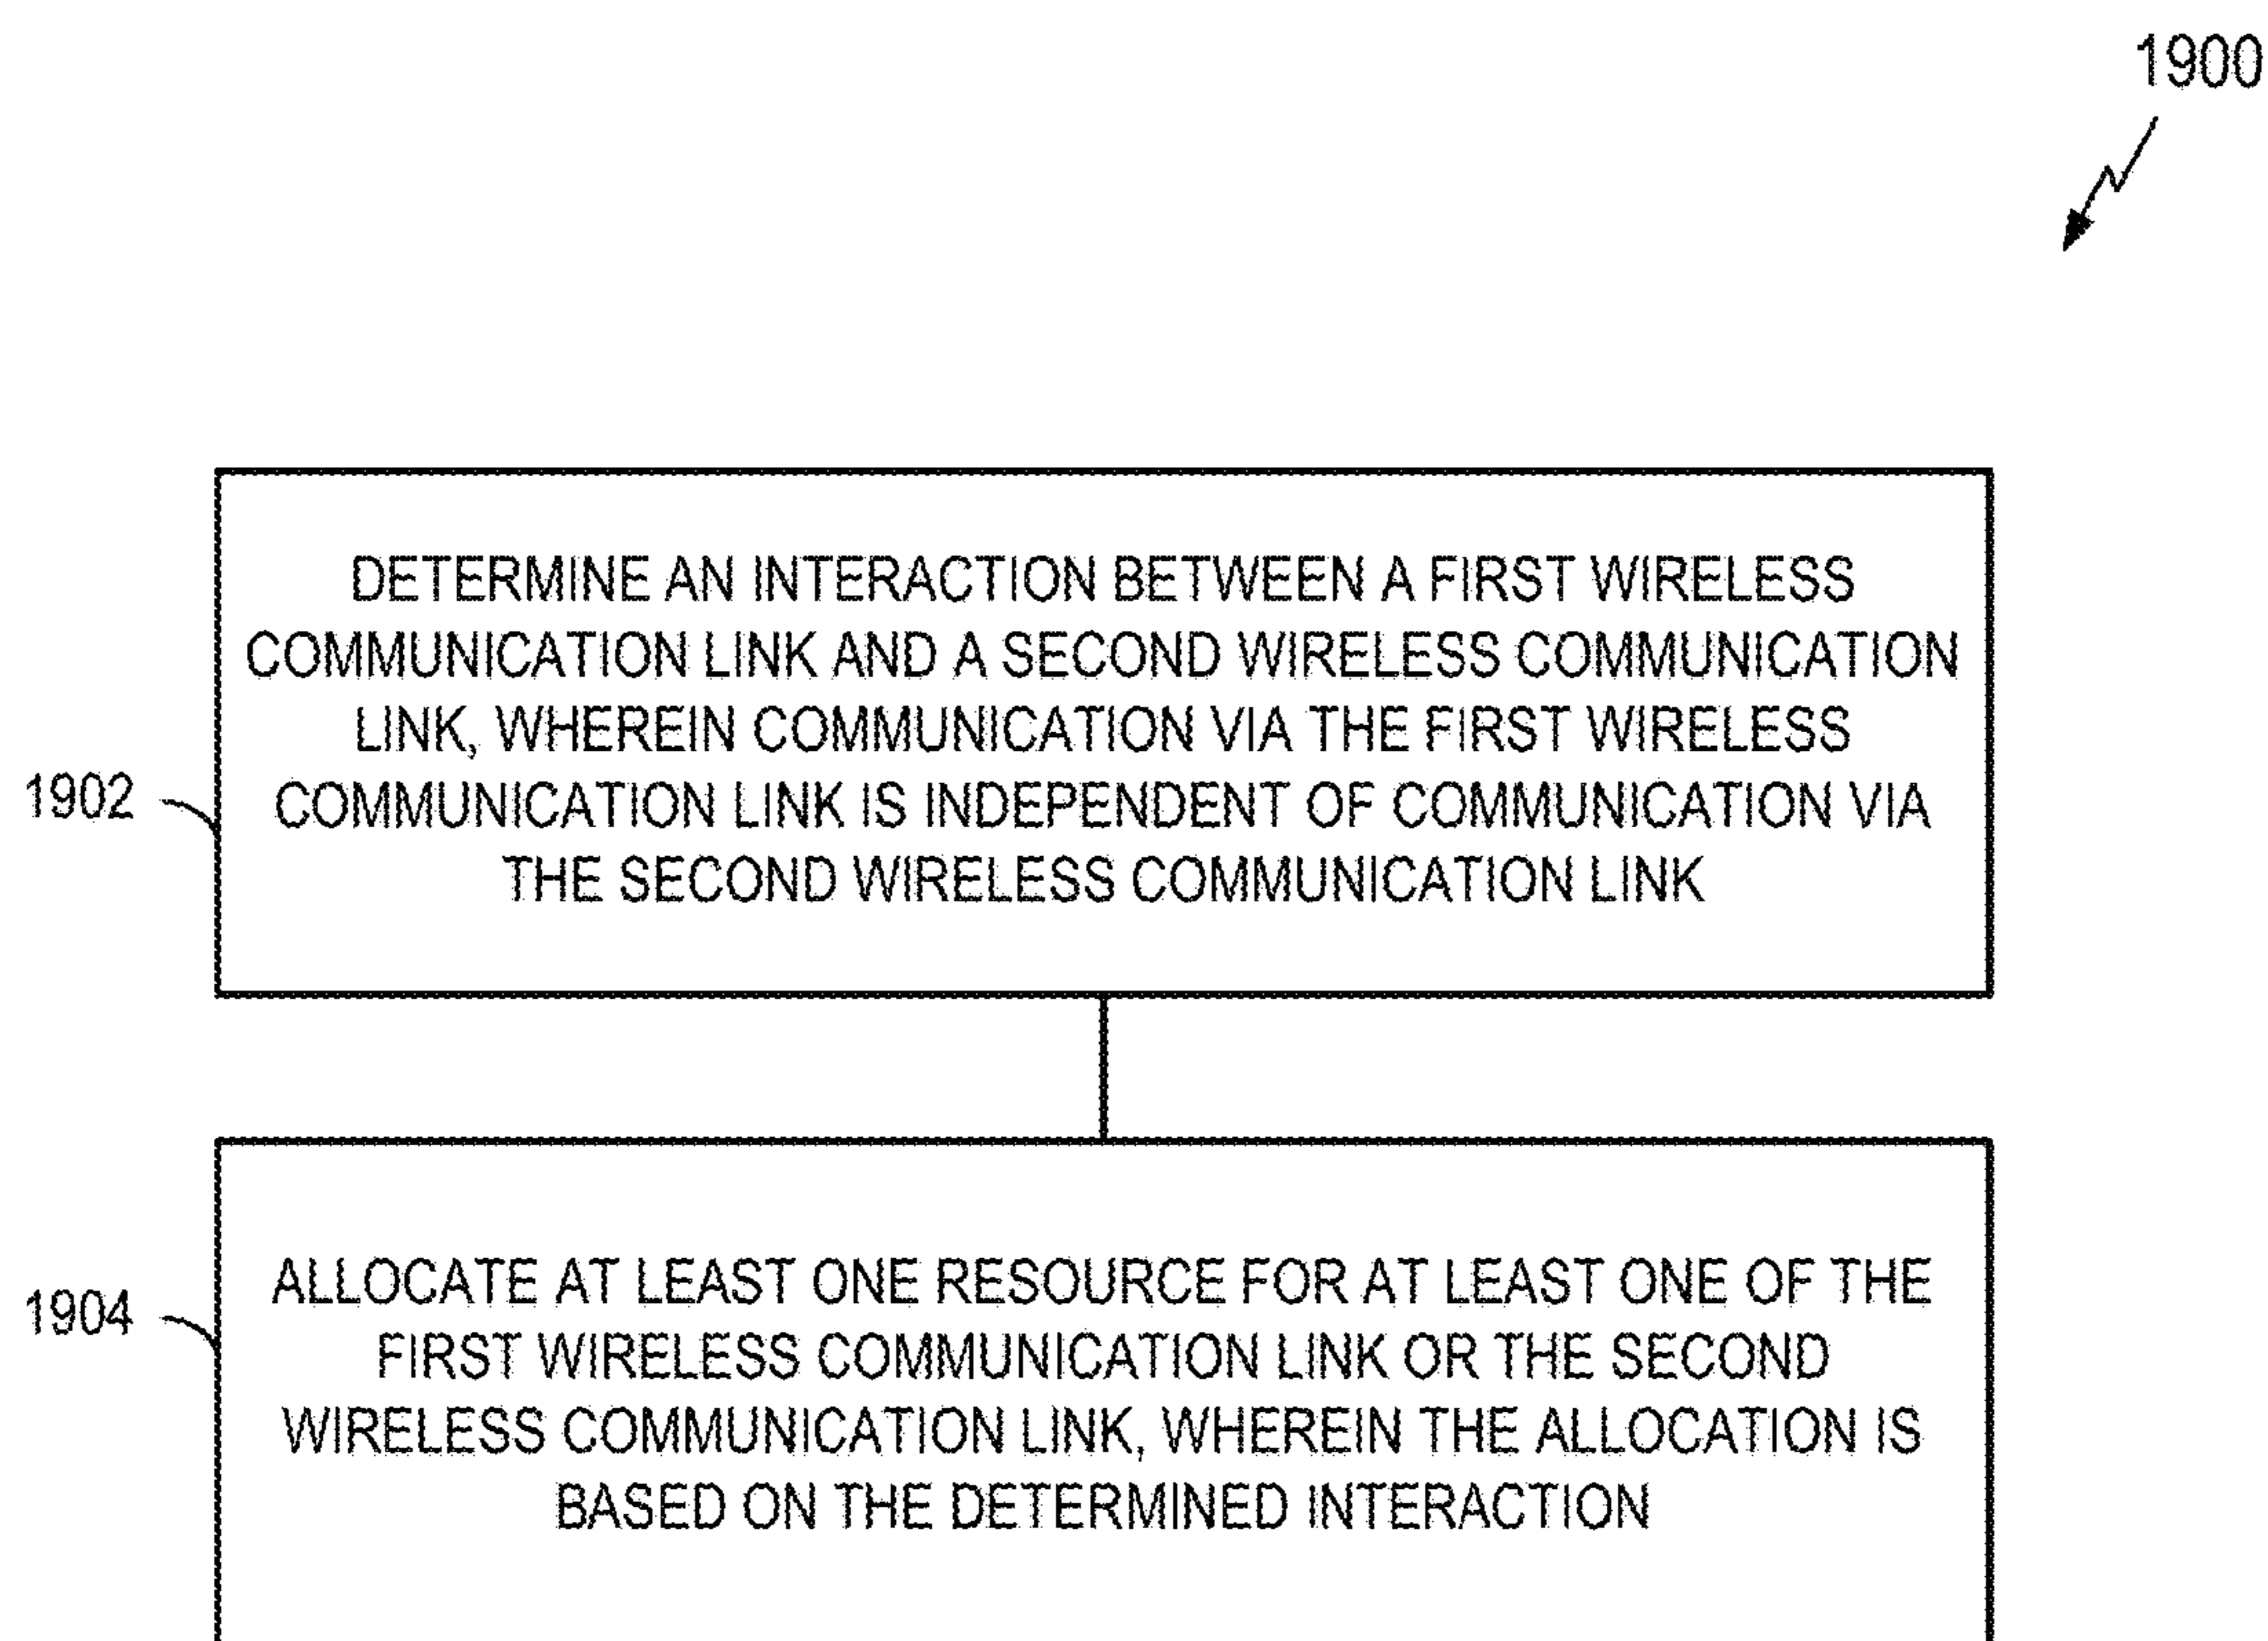 1900
DETERMINE AN INTERACTION BETWEEN A FIRST WIRELESS
COMMUNICATION LINK AND A SECOND WIRELESS COMMUNICATION
LINK, WHEREIN COMMUNICATION VIA THE FIRST WIRELESS
1902
COMMUNICATION LINK IS INDEPENDENT OF COMMUNICATION VIA
THE SECOND WIRELESS COMMUNICATION LINK
ALLOCATE AT LEAST ONE RESOURCE FOR AT LEAST ONE OF THE
1904
FIRST WIRELESS COMMUNICATION LINK OR THE SECOND
WIRELESS COMMUNICATION LINK, WHEREIN THE ALLOCATION IS
BASED ON THE DETERMINED INTERACTION